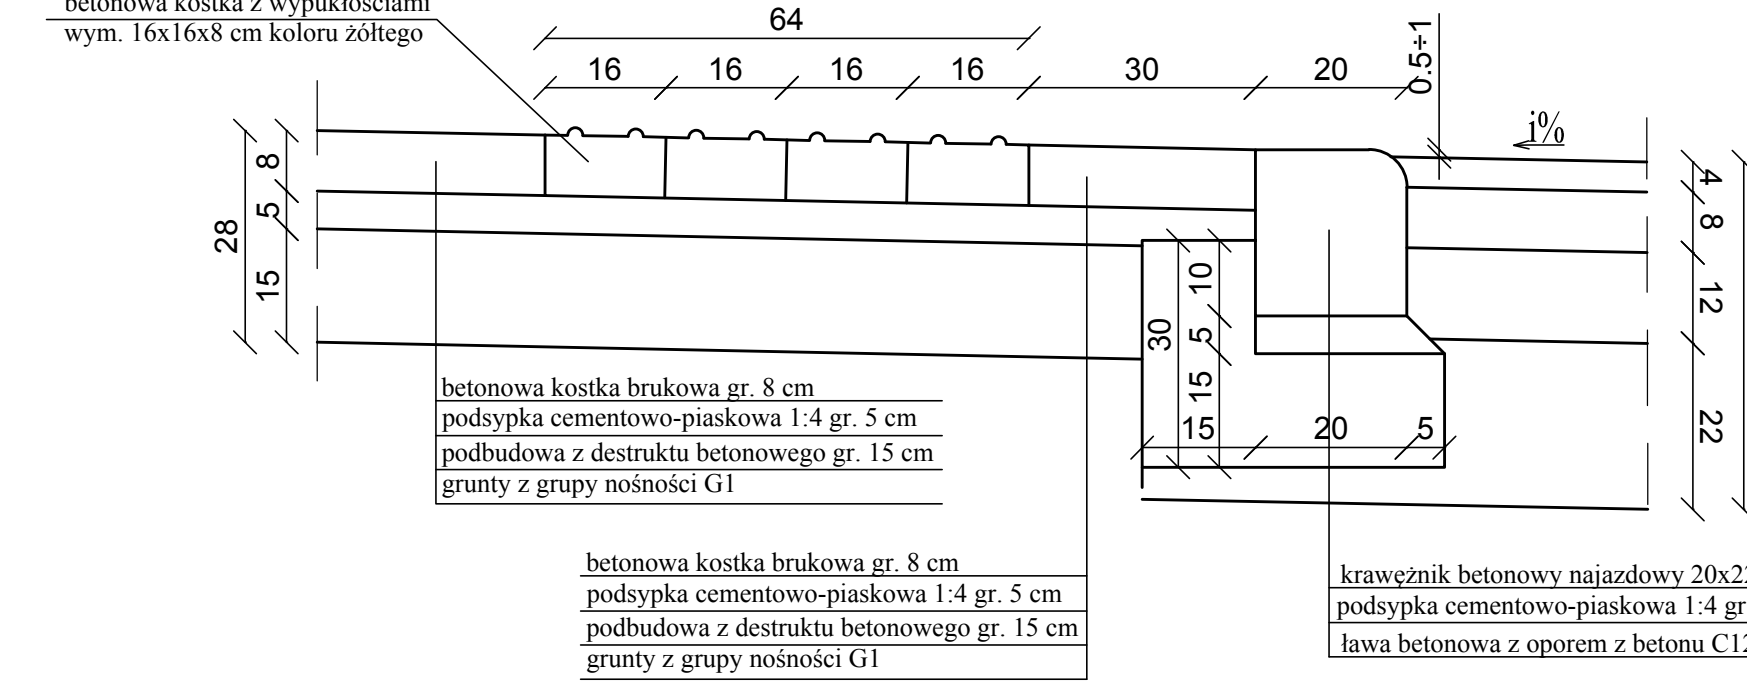 betonowa kostka z wypukłościami
wym. 16x16x8 cm koloru żółtego
64
16 16 16 16 30 20
0.5÷1
i%
28
8
5
15
4
8
12
22
30
10
5
15
15 20 5
betonowa kostka brukowa gr. 8 cm
podsypka cementowo-piaskowa 1:4 gr. 5 cm
podbudowa z destruktu betonowego gr. 15 cm
grunty z grupy nośności G1
betonowa kostka brukowa gr. 8 cm
podsypka cementowo-piaskowa 1:4 gr. 5 cm
podbudowa z destruktu betonowego gr. 15 cm
grunty z grupy nośności G1
krawężnik betonowy najazdowy 20x22
podsypka cementowo-piaskowa 1:4 gr
ława betonowa z oporem z betonu C12